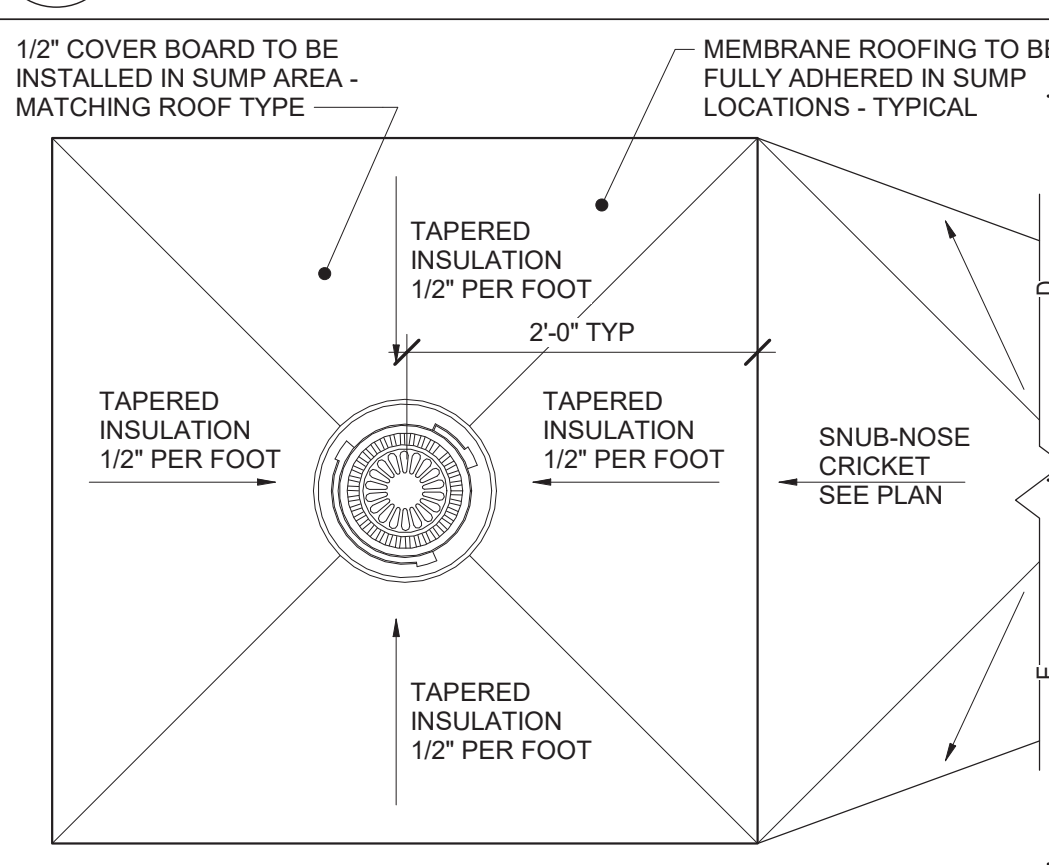 1/2" COVER BOARD TO BE
INSTALLED IN SUMP AREA -
MATCHING ROOF TYPE
MEMBRANE ROOFING TO BE
FULLY ADHERED IN SUMP
LOCATIONS - TYPICAL
TAPERED
INSULATION
1/2" PER FOOT
2'-0" TYP
TAPERED
INSULATION
1/2" PER FOOT
TAPERED
INSULATION
1/2" PER FOOT
SNUB-NOSE
CRICKET
SEE PLAN
TAPERED
INSULATION
1/2" PER FOOT